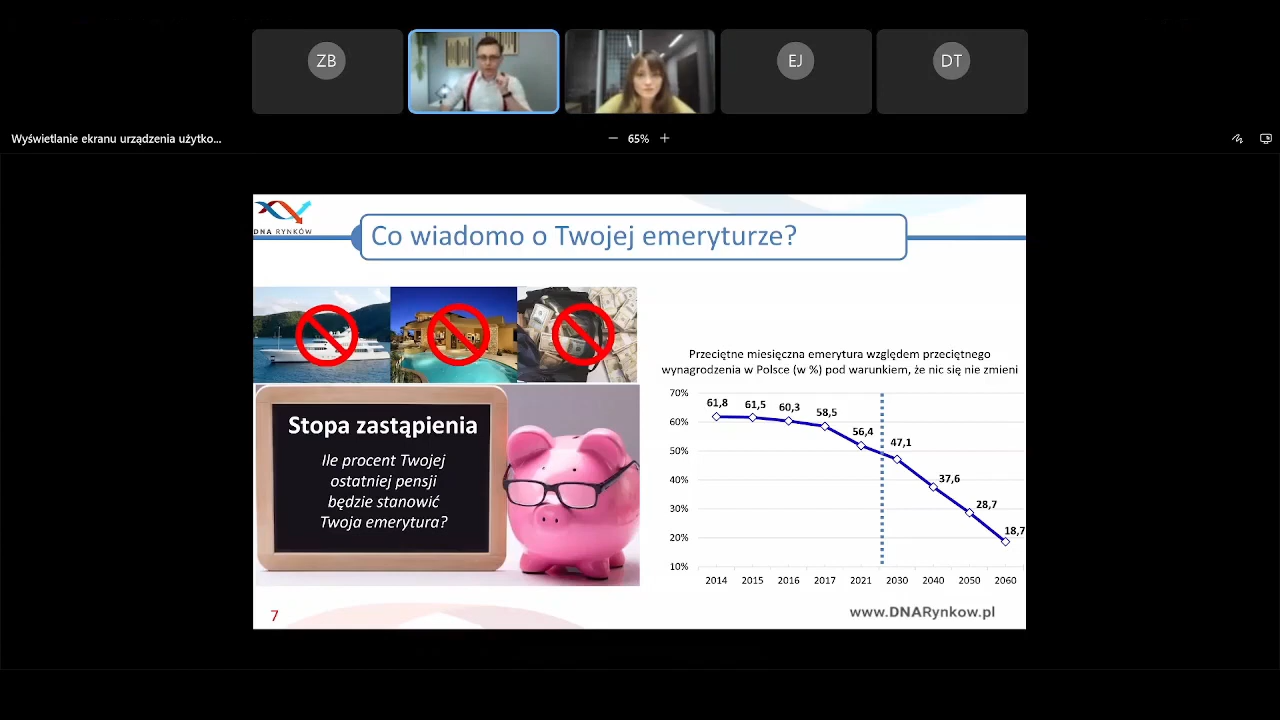 ZB
EJ
DT
Wyświetlanie ekranu urządzenia użytko...
65%
DNA RYNKÓW
Co wiadomo o Twojej emeryturze?
Stopa zastąpienia
Ile procent Twojej
ostatniej pensji
będzie stanowić
Twoja emerytura?
Przeciętne miesięczna emerytura względem przeciętnego
wynagrodzenia w Polsce (w %) pod warunkiem, że nic się nie zmieni
70%
60%
50%
40%
30%
20%
10%
61,8
61,5
60,3
58,5
56,4
47,1
37,6
28,7
18,7
2014 2015 2016 2017 2021 2030 2040 2050 2060
7
www.DNARynkow.pl